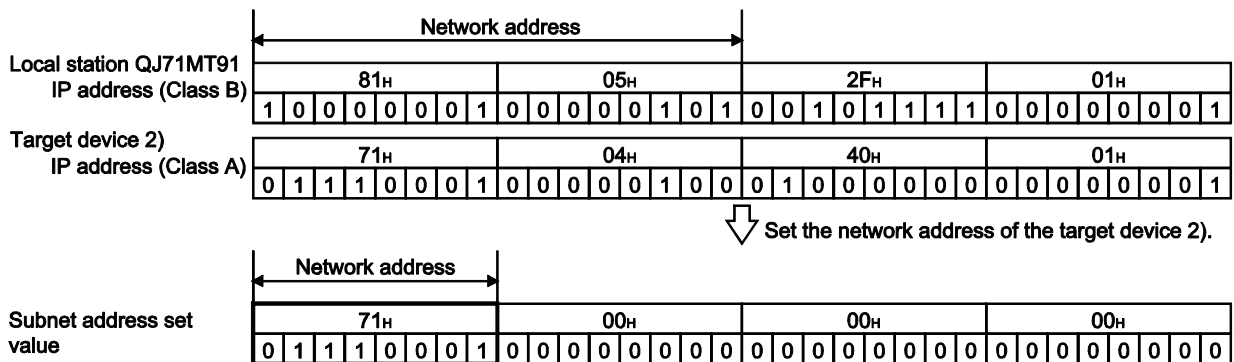 Network address
Local station QJ71MT91
IP address (Class B)
81H 05H 2FH 01H
1 0 0 0 0 0 0 1 0 0 0 0 0 1 0 1 0 0 1 0 1 1 1 1 0 0 0 0 0 0 0 1
Target device 2)
IP address (Class A)
71H 04H 40H 01H
0 1 1 1 0 0 0 1 0 0 0 0 0 1 0 0 0 1 0 0 0 0 0 0 0 0 0 0 0 0 0 1
Set the network address of the target device 2).
Network address
Subnet address set
value
71H 00H 00H 00H
0 1 1 1 0 0 0 1 0 0 0 0 0 0 0 0 0 0 0 0 0 0 0 0 0 0 0 0 0 0 0 0